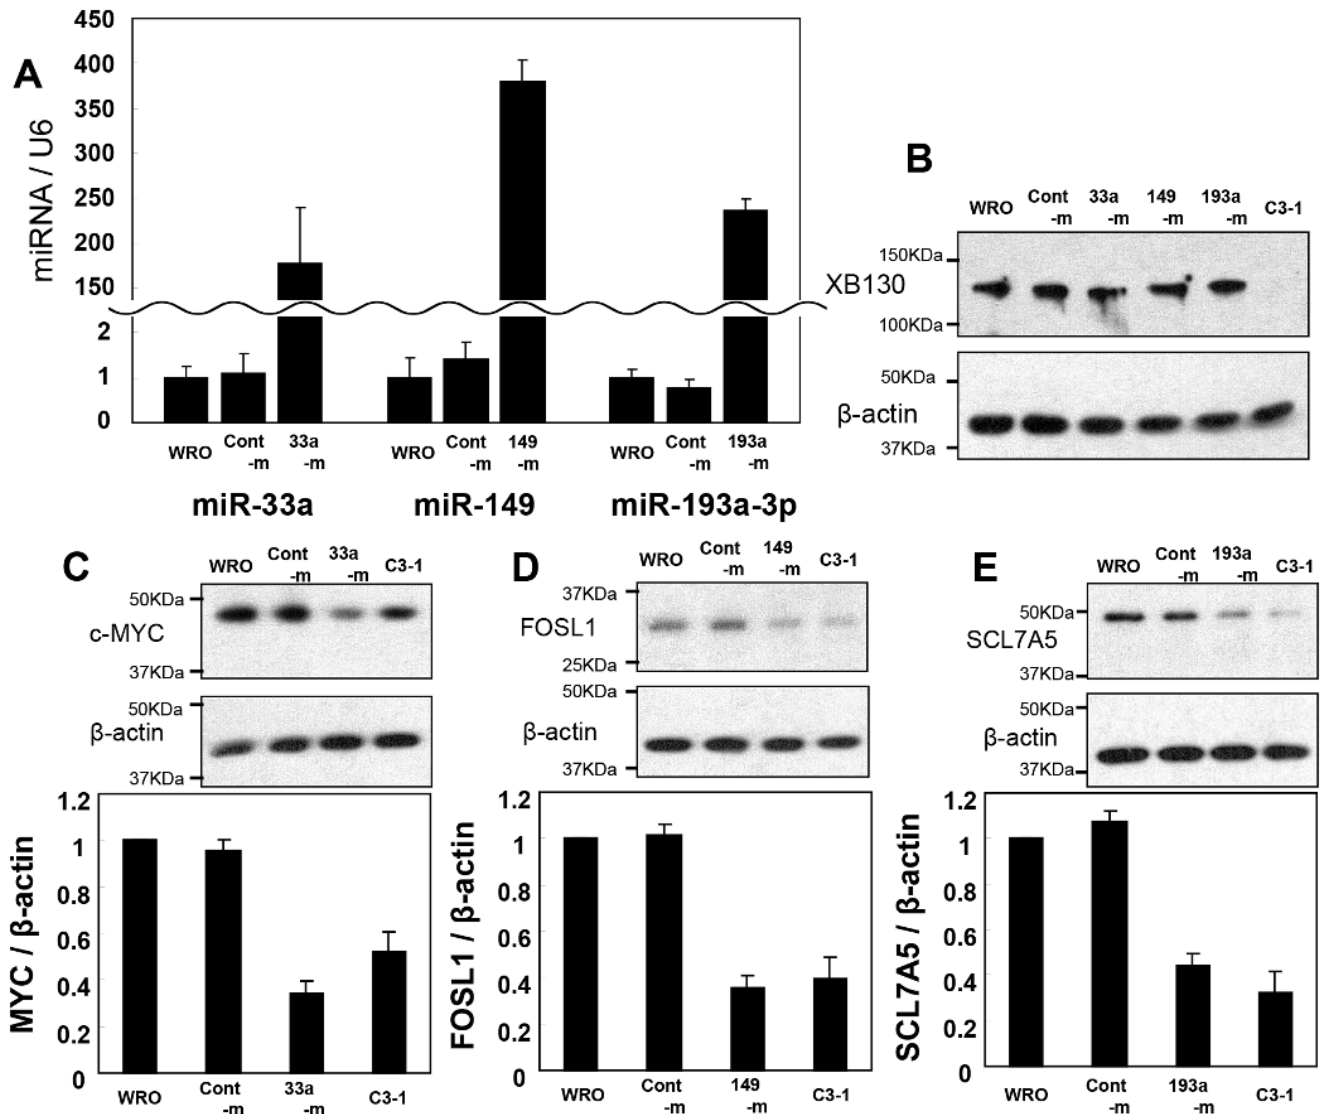 A
miRNA / U6
450
400
350
300
250
200
150
2
1
0
WRO
Cont
-m
33a
-m
WRO
Cont
-m
149
-m
WRO
Cont
-m
193a
-m
miR-33a
miR-149
miR-193a-3p
B
WRO
Cont
-m
33a
-m
149
-m
193a
-m
C3-1
150KDa
XB130
100KDa
50KDa
β-actin
37KDa
C
WRO
Cont
-m
33a
-m
C3-1
50KDa
c-MYC
37KDa
50KDa
β-actin
37KDa
MYC / β-actin
1.2
1
0.8
0.6
0.4
0.2
0
WRO
Cont
-m
33a
-m
C3-1
D
WRO
Cont
-m
149
-m
C3-1
37KDa
FOSL1
25KDa
50KDa
β-actin
37KDa
FOSL1 / β-actin
1.2
1
0.8
0.6
0.4
0.2
0
WRO
Cont
-m
149
-m
C3-1
E
WRO
Cont
-m
193a
-m
C3-1
50KDa
SCL7A5
37KDa
50KDa
β-actin
37KDa
SCL7A5 / β-actin
1.2
1
0.8
0.6
0.4
0.2
0
WRO
Cont
-m
193a
-m
C3-1